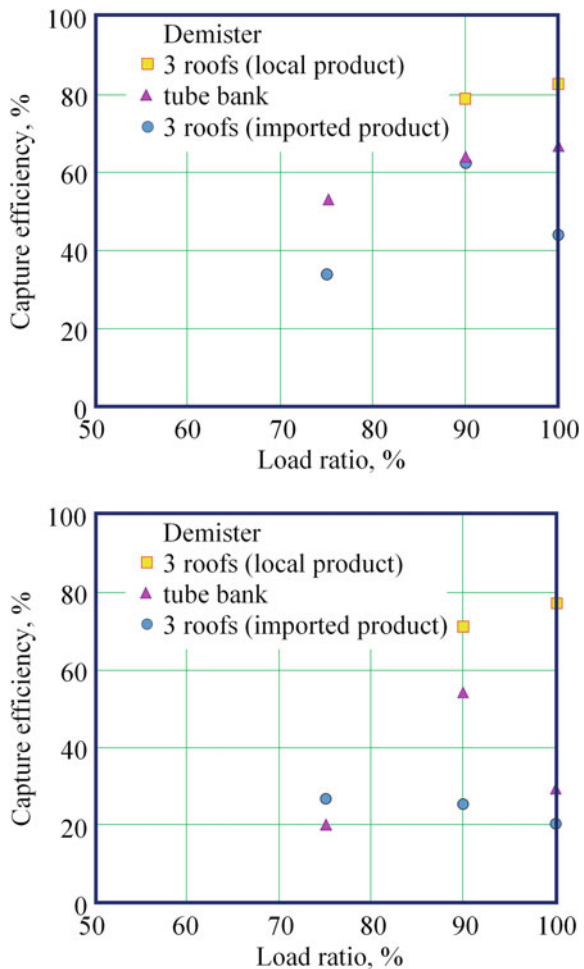 100
80
60
40
20
0
Capture efficiency, %
Demister
3 roofs (local product)
tube bank
3 roofs (imported product)
50 60 70 80 90 100
Load ratio, %
100
80
60
40
20
0
Capture efficiency, %
Demister
3 roofs (local product)
tube bank
3 roofs (imported product)
50 60 70 80 90 100
Load ratio, %